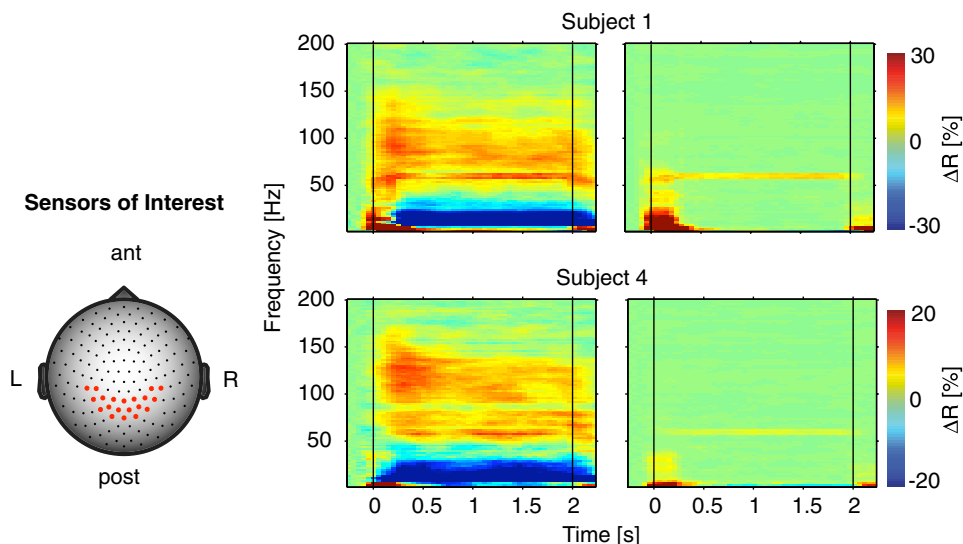 Subject 1
200
150
100
50
30
0
-30
ΔR [%]
Sensors of Interest
ant
L
R
post
Frequency [Hz]
Subject 4
200
150
100
50
20
0
-20
ΔR [%]
0 0.5 1 1.5 2
0 0.5 1 1.5 2
Time [s]